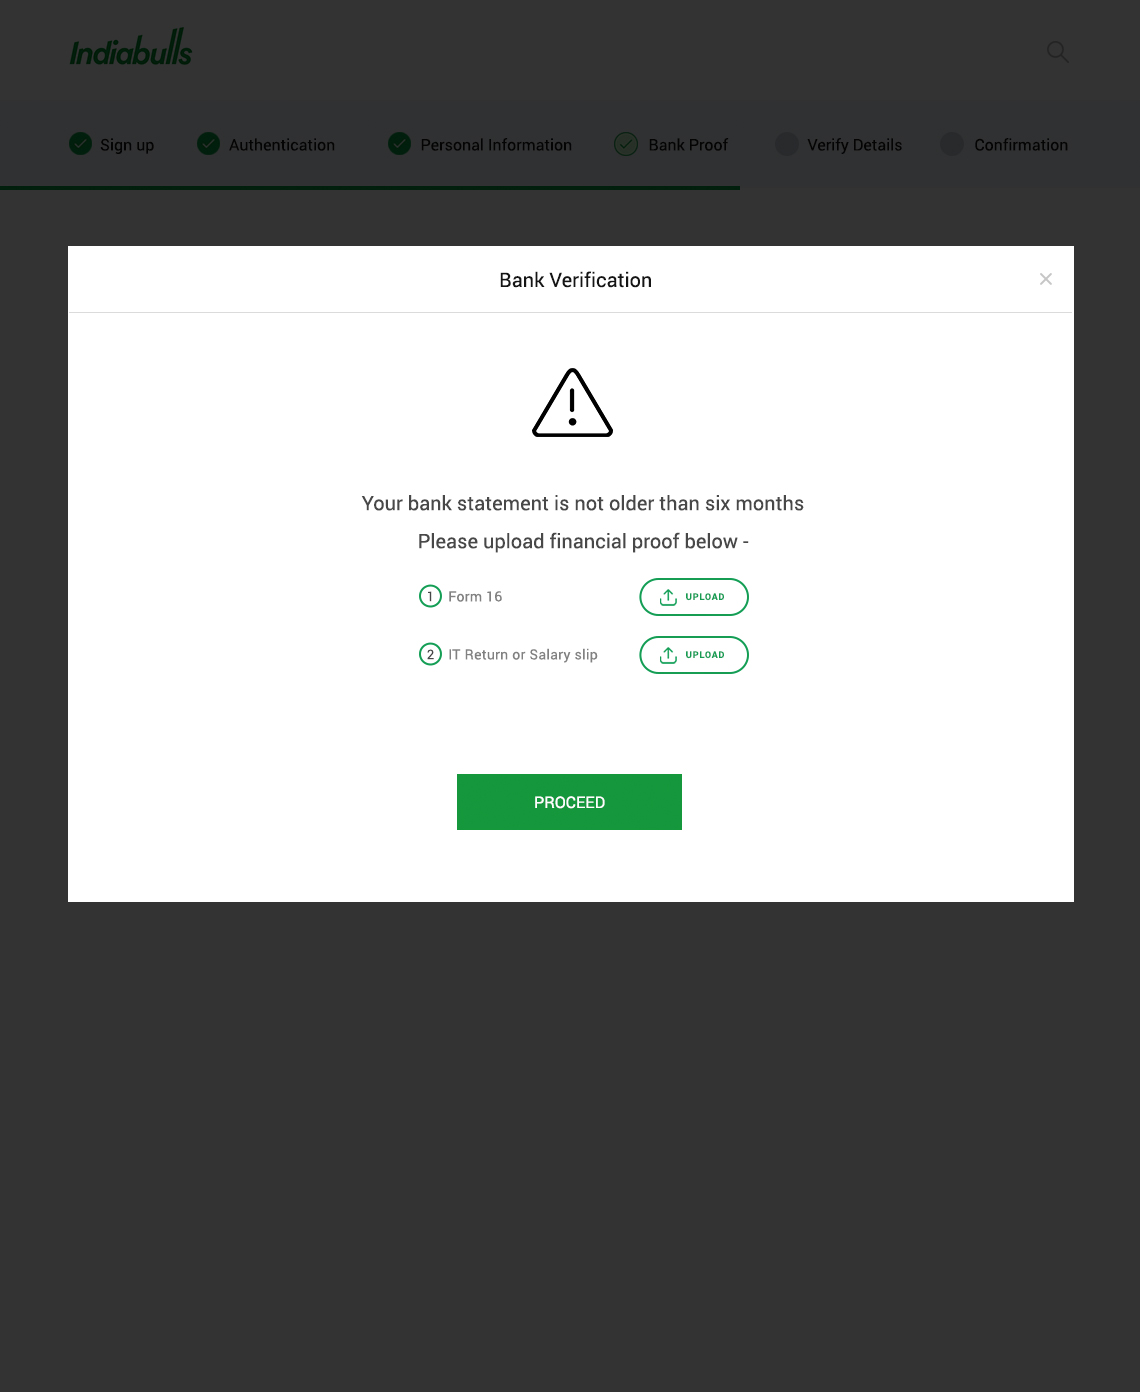 Indiabulls
Sign up Authentication Personal Information Bank Proof Verify Details Confirmation
Bank Verification
Your bank statement is not older than six months
Please upload financial proof below -
1 Form 16 UPLOAD
2 IT Return or Salary slip UPLOAD
PROCEED